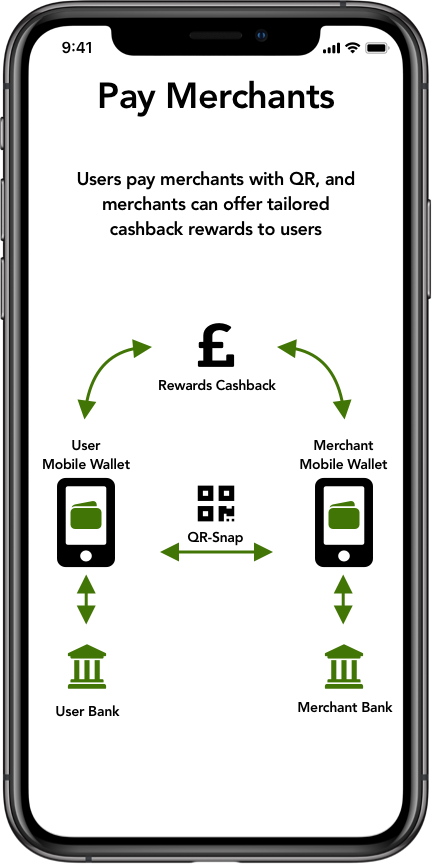 9:41
Pay Merchants
Users pay merchants with QR, and
merchants can offer tailored
cashback rewards to users
£
Rewards Cashback
User
Mobile Wallet
Merchant
Mobile Wallet
QR-Snap
User Bank
Merchant Bank